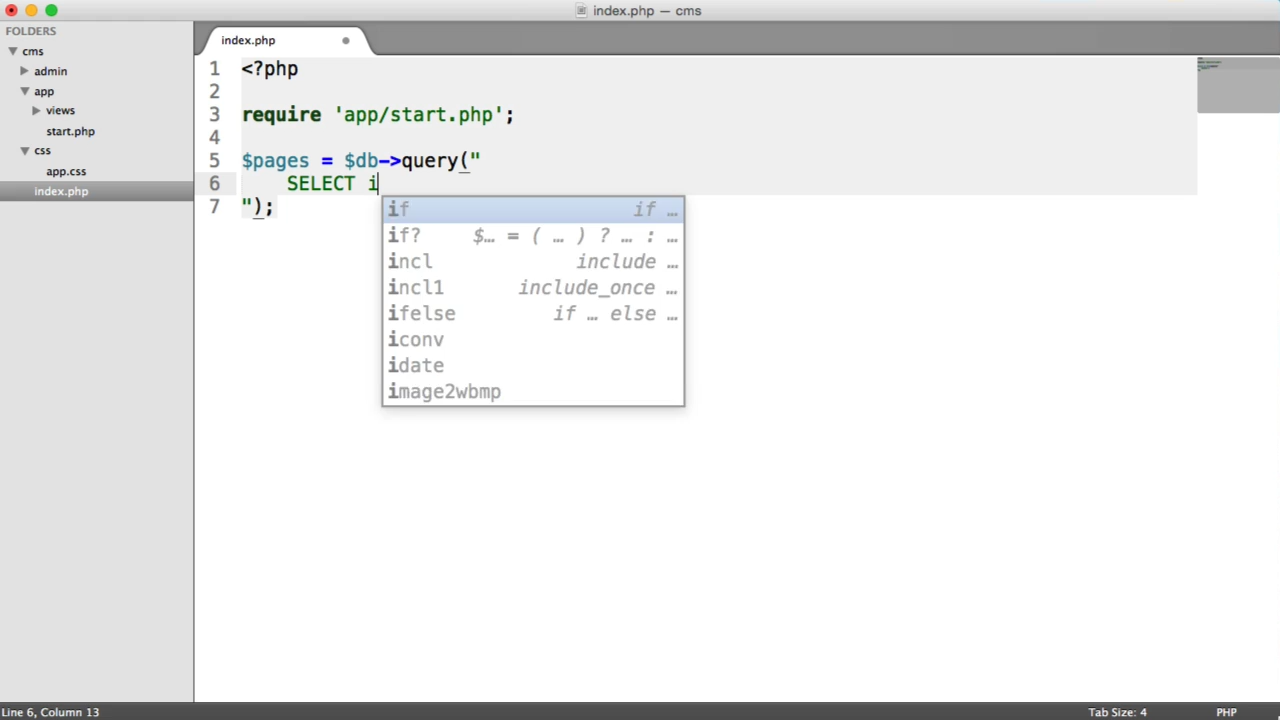 index.php — cms
FOLDERS
cms
admin
app
views
start.php
css
app.css
index.php
index.php
1 <?php
2
3 require 'app/start.php';
4
5 $pages = $db->query("
6 SELECT i
7 ");
if if …
if? $… = ( … ) ? … : …
incl include …
incl1 include_once …
ifelse if … else …
iconv
idate
image2wbmp
Line 6, Column 13
Tab Size: 4
PHP